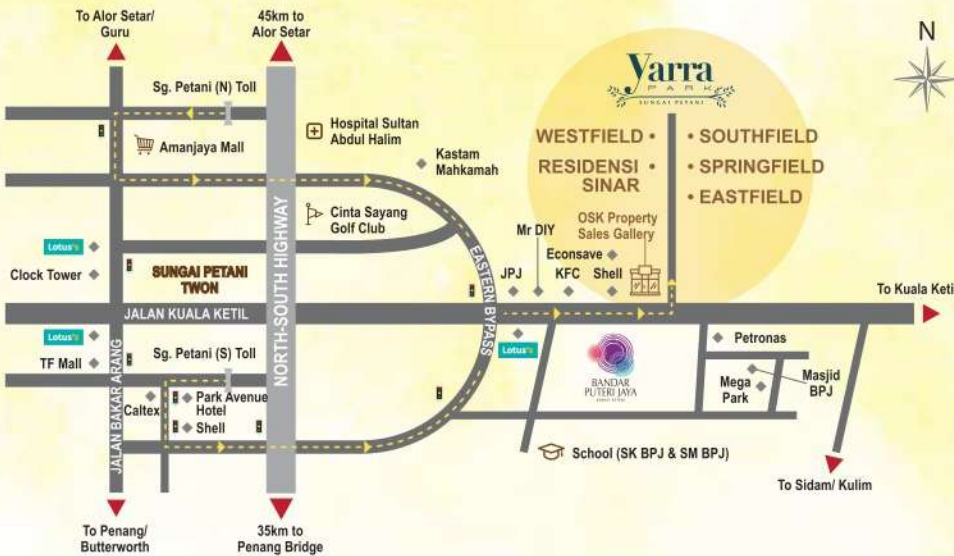 To Alor Setar/
Guru
45km to
Alor Setar
N
Yarra
PARK
SUNGAI PETANI
Sg. Petani (N) Toll
Amanjaya Mall
Hospital Sultan
Abdul Halim
Kastam
Mahkamah
WESTFIELD •
RESIDENSI •
SINAR
• SOUTHFIELD
• SPRINGFIELD
• EASTFIELD
Cinta Sayang
Golf Club
OSK Property
Sales Gallery
Mr DIY
Econsave
JPJ
KFC
Shell
Lotus's
Clock Tower
SUNGAI PETANI
TWON
NORTH-SOUTH HIGHWAY
EASTERN BYPASS
To Kuala Ketil
JALAN KUALA KETIL
Lotus's
TF Mall
Sg. Petani (S) Toll
Lotus's
BANDAR
PUTERI JAYA
Petronas
Mega
Park
Masjid
BPJ
JALAN BAKAR ARANG
Caltex
Park Avenue
Hotel
Shell
School (SK BPJ & SM BPJ)
To Sidam/ Kulim
To Penang/
Butterworth
35km to
Penang Bridge